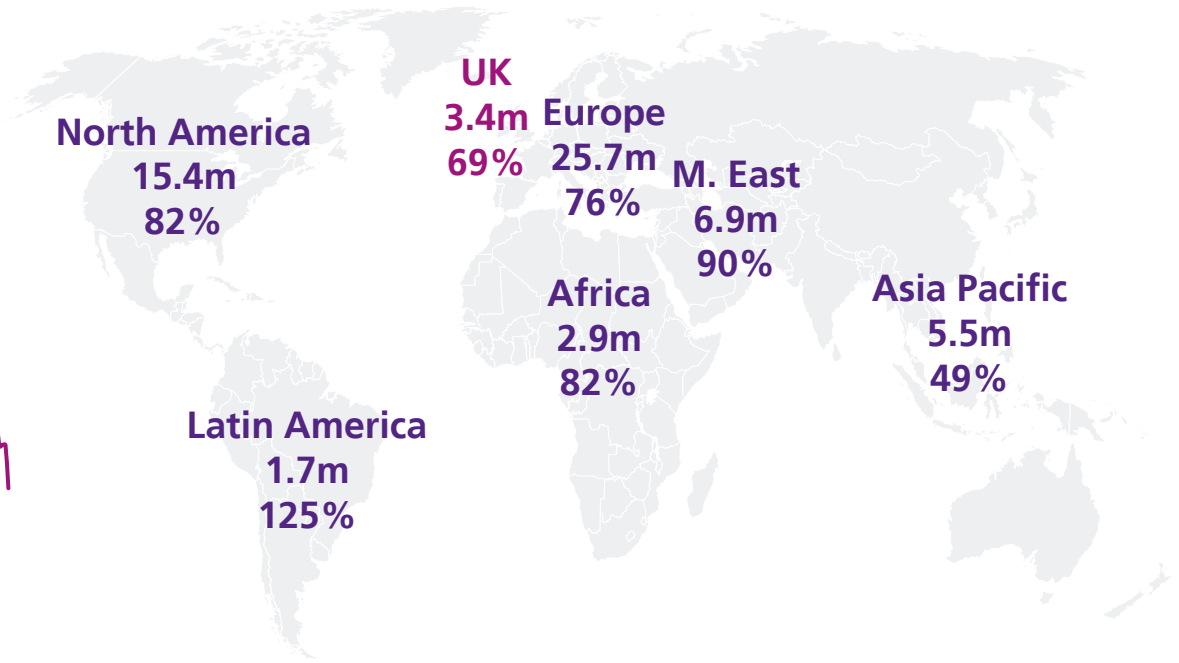 UK
3.4m
69%
Europe
25.7m
76%
North America
15.4m
82%
M. East
6.9m
90%
Africa
2.9m
82%
Asia Pacific
5.5m
49%
Latin America
1.7m
125%